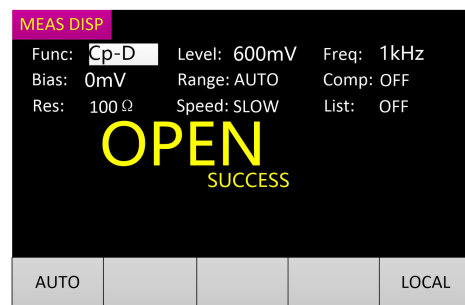 MEAS DISP
Func: Cp-D Level: 600mV Freq: 1kHz
Bias: 0mV Range: AUTO Comp: OFF
Res: 100 Ω Speed: SLOW List: OFF
OPEN
SUCCESS
AUTO LOCAL